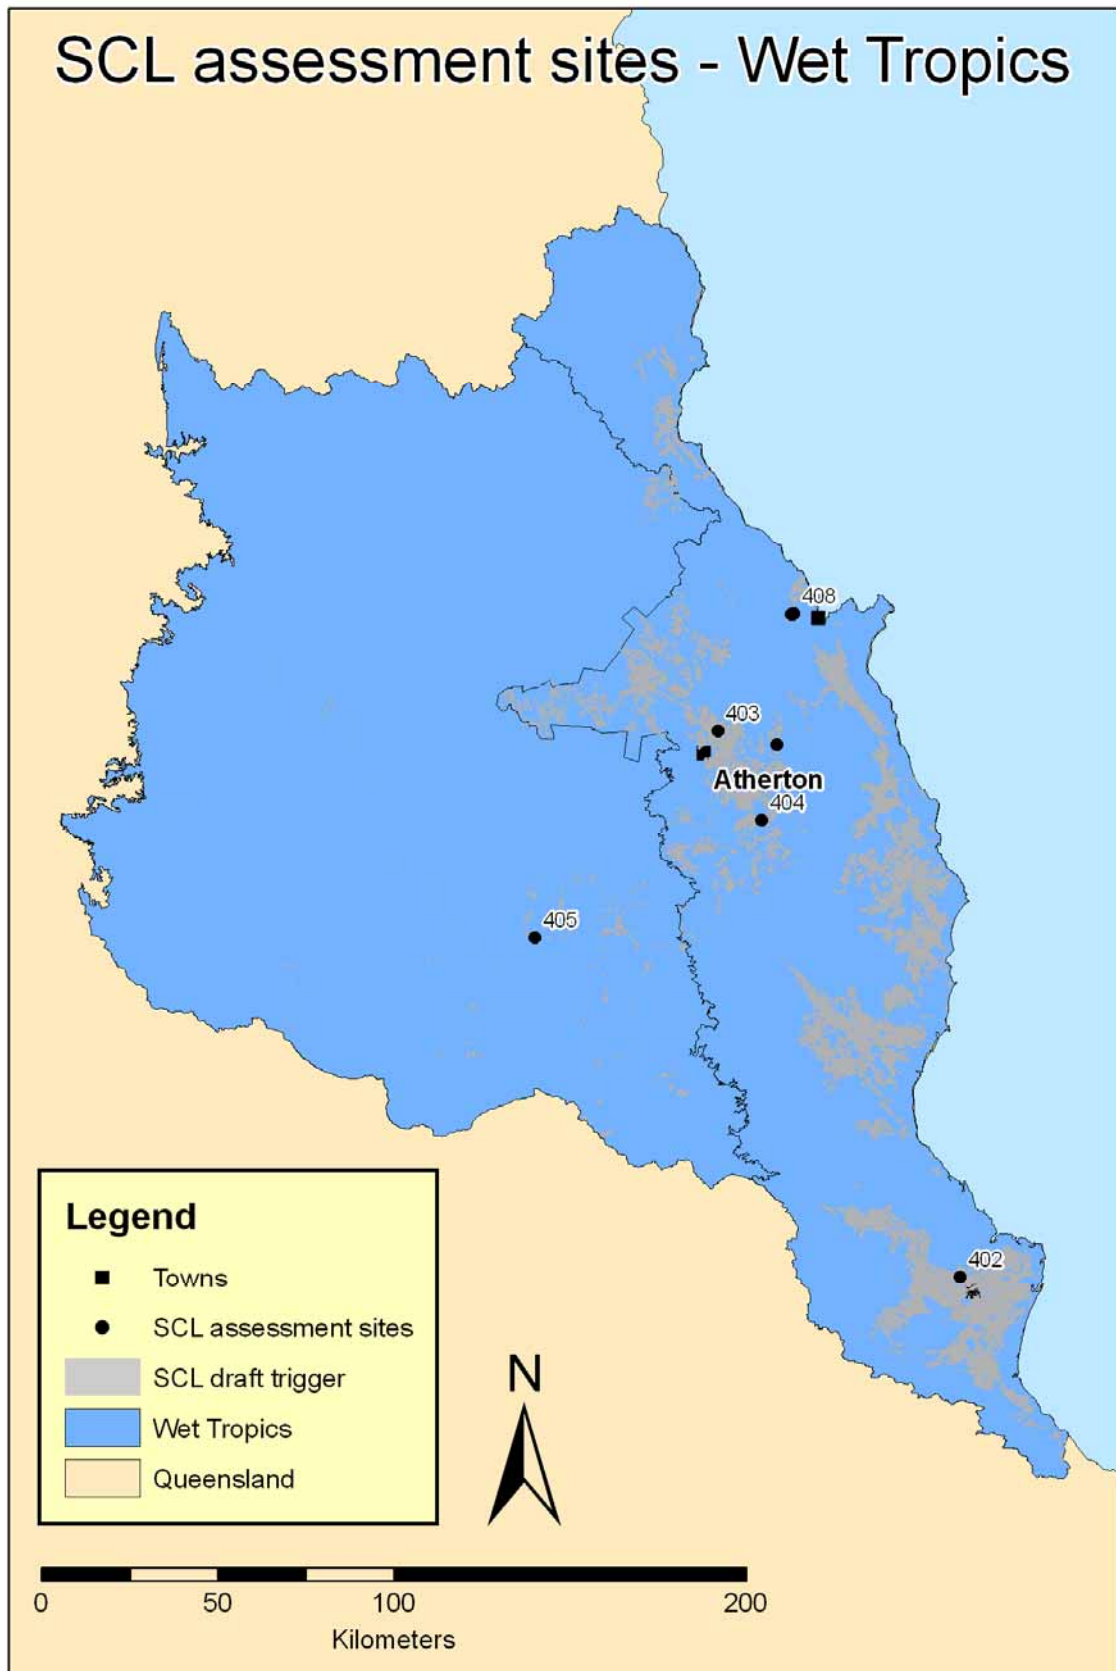 SCL assessment sites - Wet Tropics
408
403
Atherton
404
405
402
Legend
Towns
SCL assessment sites
SCL draft trigger
Wet Tropics
Queensland
N
0 50 100 200
Kilometers